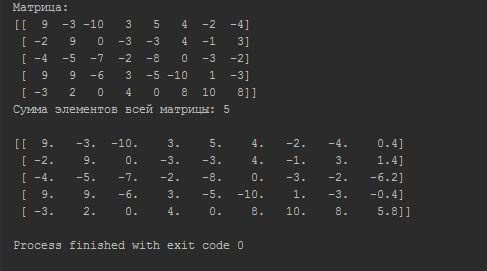 Матрица:
[[  9  -3 -10   3   5   4  -2  -4]
 [ -2   9   0  -3  -3   4  -1   3]
 [ -4  -5  -7  -2  -8   0  -3  -2]
 [  9   9  -6   3  -5 -10   1  -3]
 [ -3   2   0   4   0   8  10   8]]
Сумма элементов всей матрицы: 5
[[  9.   -3.  -10.    3.    5.    4.   -2.   -4.    0.4]
 [ -2.    9.    0.   -3.   -3.    4.   -1.    3.    1.4]
 [ -4.   -5.   -7.   -2.   -8.    0.   -3.   -2.   -6.2]
 [  9.    9.   -6.    3.   -5.  -10.    1.   -3.   -0.4]
 [ -3.    2.    0.    4.    0.    8.   10.    8.    5.8]]
Process finished with exit code 0